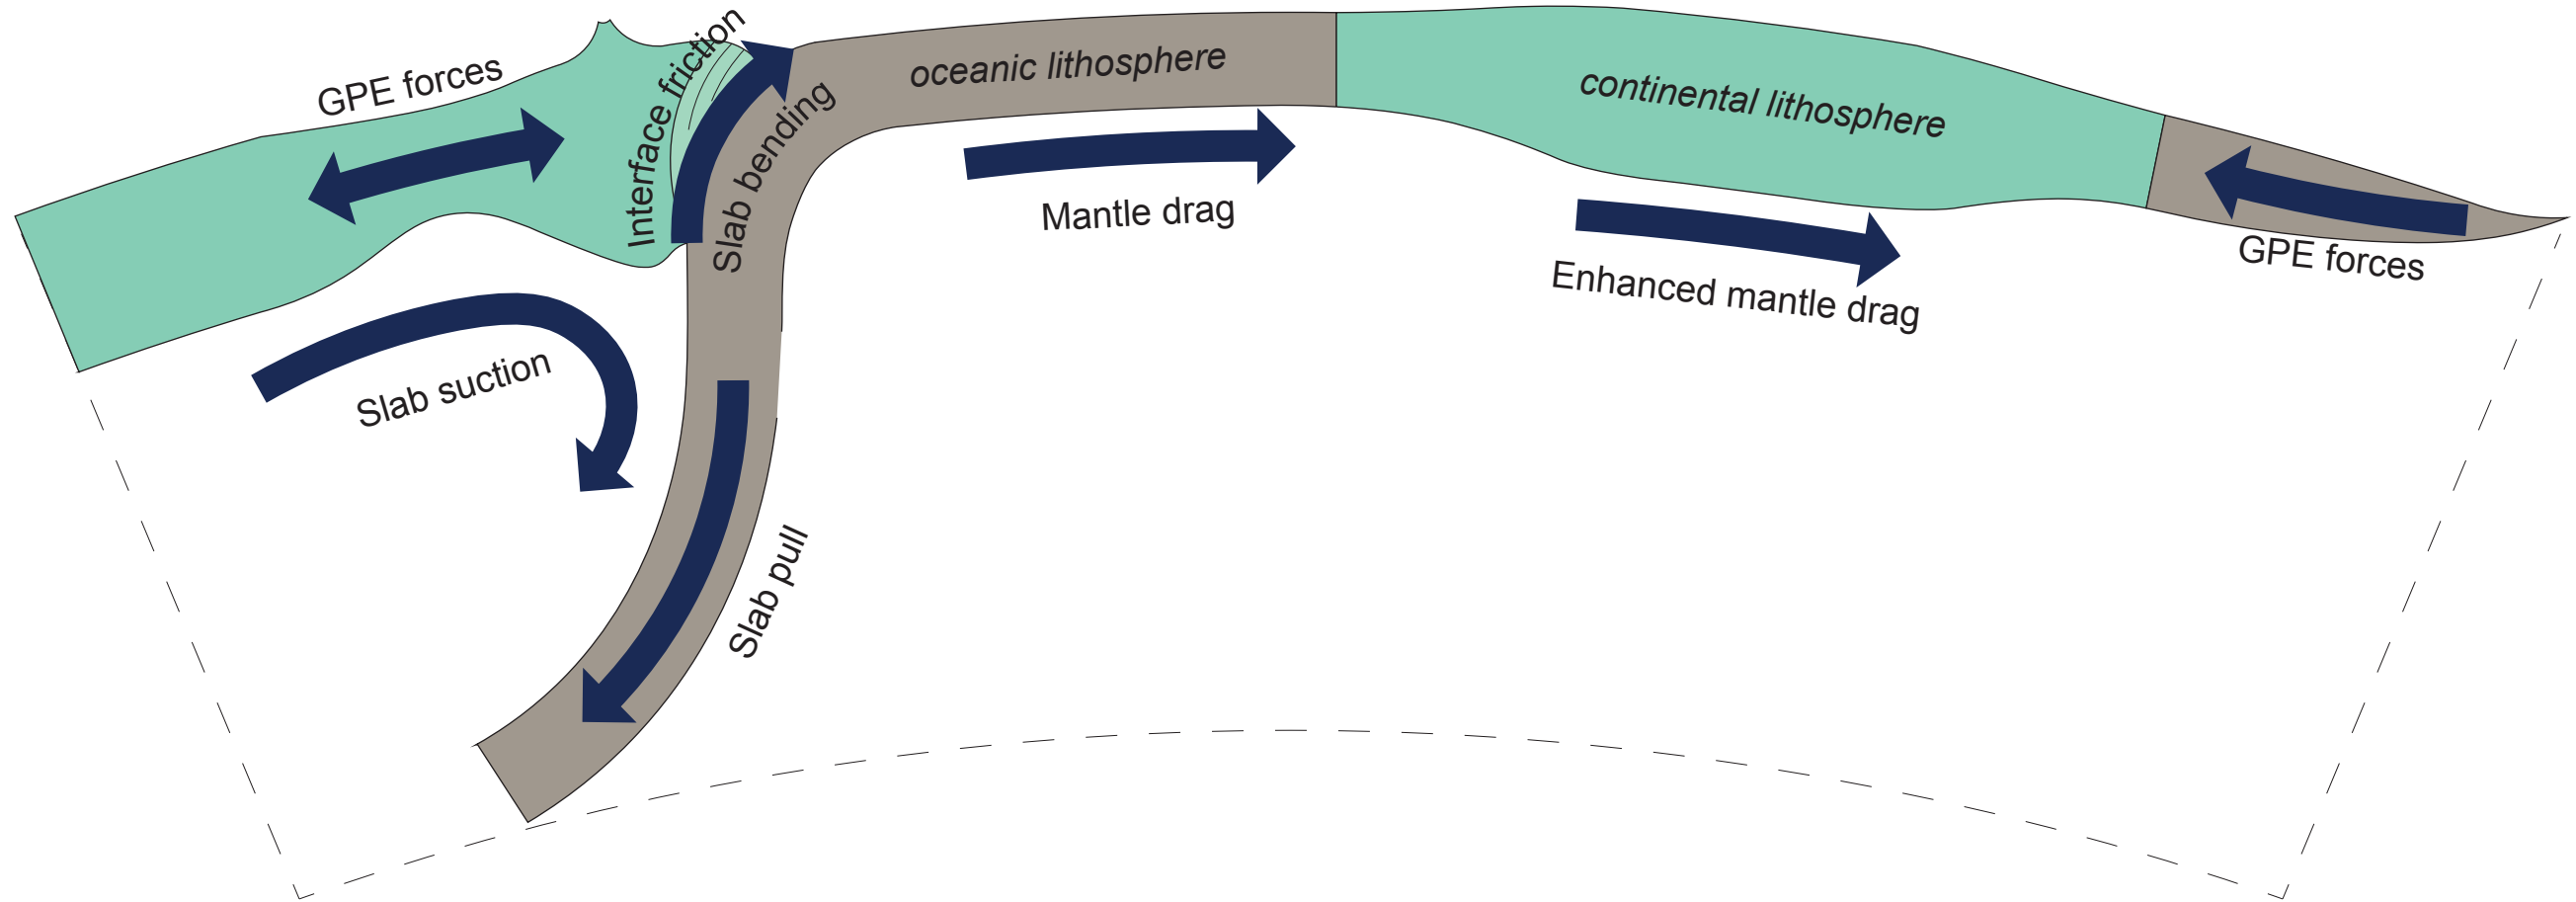 GPE forces
Interface friction
Slab bending
oceanic lithosphere
continental lithosphere
Mantle drag
Enhanced mantle drag
GPE forces
Slab suction
Slab pull